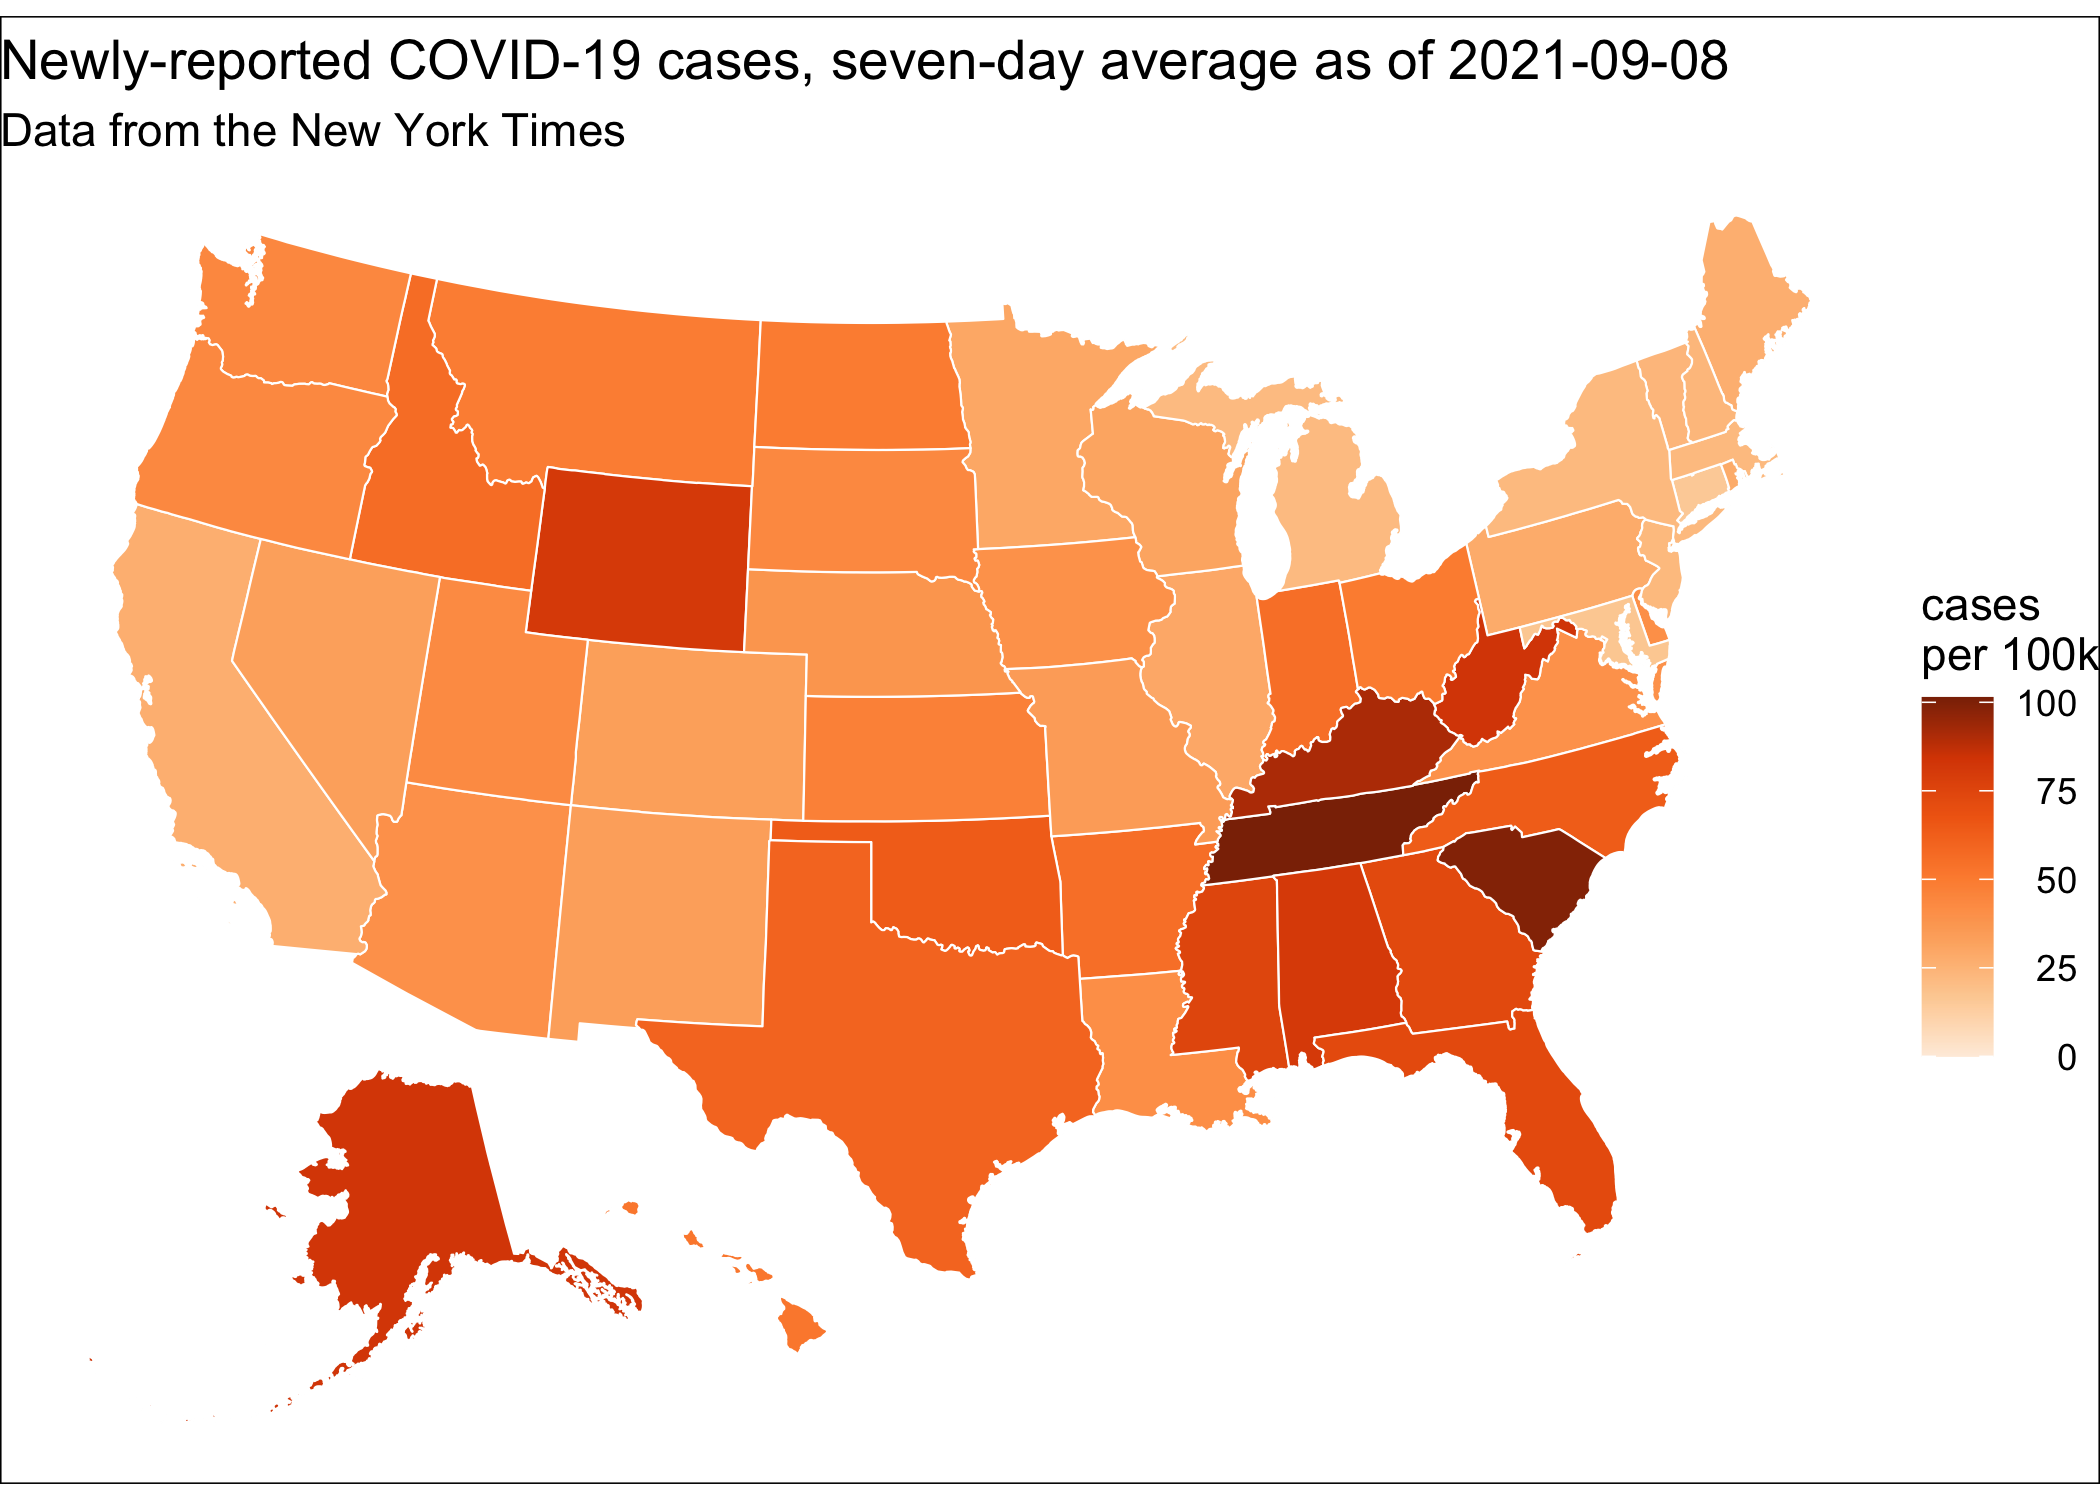 Newly-reported COVID-19 cases, seven-day average as of 2021-09-08
Data from the New York Times
cases
per 100k
100
75
50
25
0